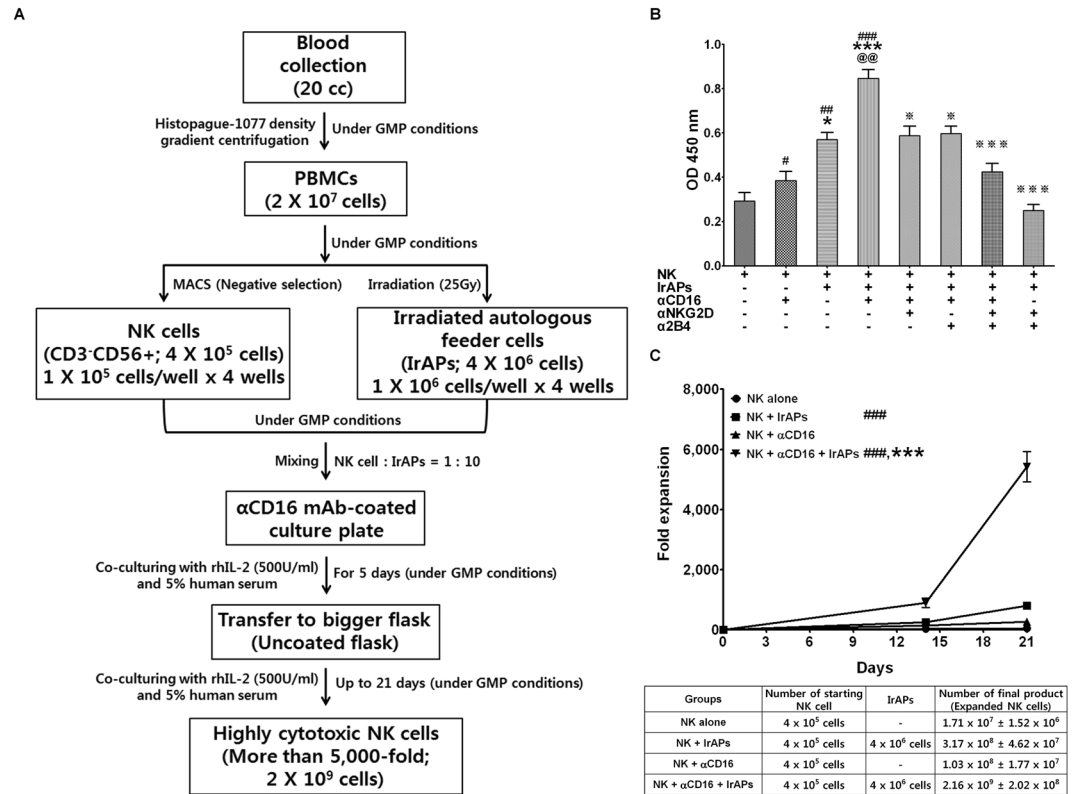 A
Blood
collection
(20 cc)
Histopague-1077 density
gradient centrifugation
Under GMP conditions
PBMCs
(2 X 10⁷ cells)
Under GMP conditions
MACS (Negative selection)
Irradiation (25Gy)
NK cells
(CD3⁻CD56+; 4 X 10⁵ cells)
1 X 10⁵ cells/well x 4 wells
Irradiated autologous
feeder cells
(IrAPs; 4 X 10⁶ cells)
1 X 10⁶ cells/well x 4 wells
Under GMP conditions
Mixing
NK cell : IrAPs = 1 : 10
αCD16 mAb-coated
culture plate
Co-culturing with rhIL-2 (500U/ml)
and 5% human serum
For 5 days (under GMP conditions)
Transfer to bigger flask
(Uncoated flask)
Co-culturing with rhIL-2 (500U/ml)
and 5% human serum
Up to 21 days (under GMP conditions)
Highly cytotoxic NK cells
(More than 5,000-fold;
2 X 10⁹ cells)
B
OD 450 nm
1.0
0.8
0.6
0.4
0.2
0.0
#
##
*
###
***
@@
※
※
※※※
※※※
NK + + + + + + + +
IrAPs - - + + + + + +
αCD16 - + - + + + + -
αNKG2D - - - - + - + +
α2B4 - - - - - + + +
C
Fold expansion
8,000
6,000
4,000
2,000
0
NK alone
NK + IrAPs ###
NK + αCD16
NK + αCD16 + IrAPs ###,***
0 3 6 9 12 15 18 21
Days
Groups | Number of starting NK cell | IrAPs | Number of final product (Expanded NK cells)
NK alone | 4 x 10⁵ cells | - | 1.71 x 10⁷ ± 1.52 x 10⁶
NK + IrAPs | 4 x 10⁵ cells | 4 x 10⁶ cells | 3.17 x 10⁸ ± 4.62 x 10⁷
NK + αCD16 | 4 x 10⁵ cells | - | 1.03 x 10⁸ ± 1.77 x 10⁷
NK + αCD16 + IrAPs | 4 x 10⁵ cells | 4 x 10⁶ cells | 2.16 x 10⁹ ± 2.02 x 10⁸